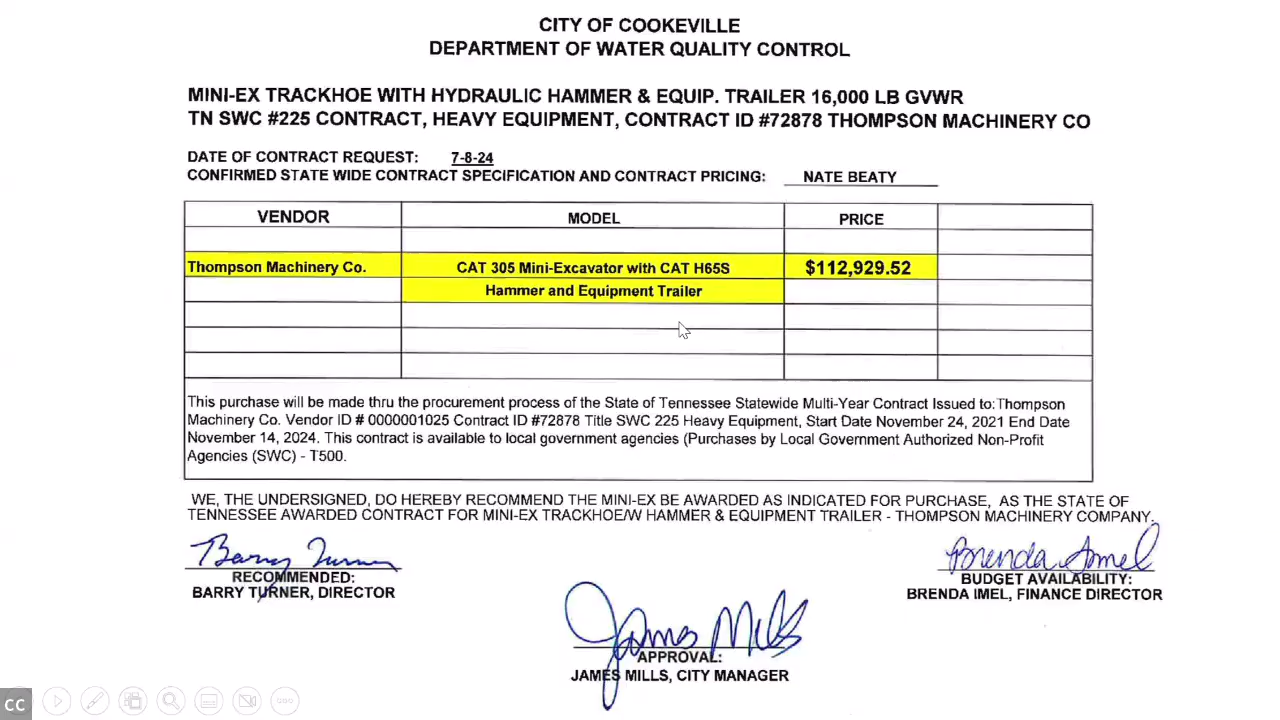 CITY OF COOKEVILLE
DEPARTMENT OF WATER QUALITY CONTROL
MINI-EX TRACKHOE WITH HYDRAULIC HAMMER & EQUIP. TRAILER 16,000 LB GVWR
TN SWC #225 CONTRACT, HEAVY EQUIPMENT, CONTRACT ID #72878 THOMPSON MACHINERY CO
DATE OF CONTRACT REQUEST: 7-8-24
CONFIRMED STATE WIDE CONTRACT SPECIFICATION AND CONTRACT PRICING: NATE BEATY
VENDOR MODEL PRICE
Thompson Machinery Co. CAT 305 Mini-Excavator with CAT H65S $112,929.52
Hammer and Equipment Trailer
This purchase will be made thru the procurement process of the State of Tennessee Statewide Multi-Year Contract Issued to:Thompson
Machinery Co. Vendor ID # 0000001025 Contract ID #72878 Title SWC 225 Heavy Equipment, Start Date November 24, 2021 End Date
November 14, 2024. This contract is available to local government agencies (Purchases by Local Government Authorized Non-Profit
Agencies (SWC) - T500.
WE, THE UNDERSIGNED, DO HEREBY RECOMMEND THE MINI-EX BE AWARDED AS INDICATED FOR PURCHASE, AS THE STATE OF
TENNESSEE AWARDED CONTRACT FOR MINI-EX TRACKHOE/W HAMMER & EQUIPMENT TRAILER - THOMPSON MACHINERY COMPANY.
Barry Turner
RECOMMENDED:
BARRY TURNER, DIRECTOR
Brenda Imel
BUDGET AVAILABILITY:
BRENDA IMEL, FINANCE DIRECTOR
James Mills
APPROVAL:
JAMES MILLS, CITY MANAGER
CC